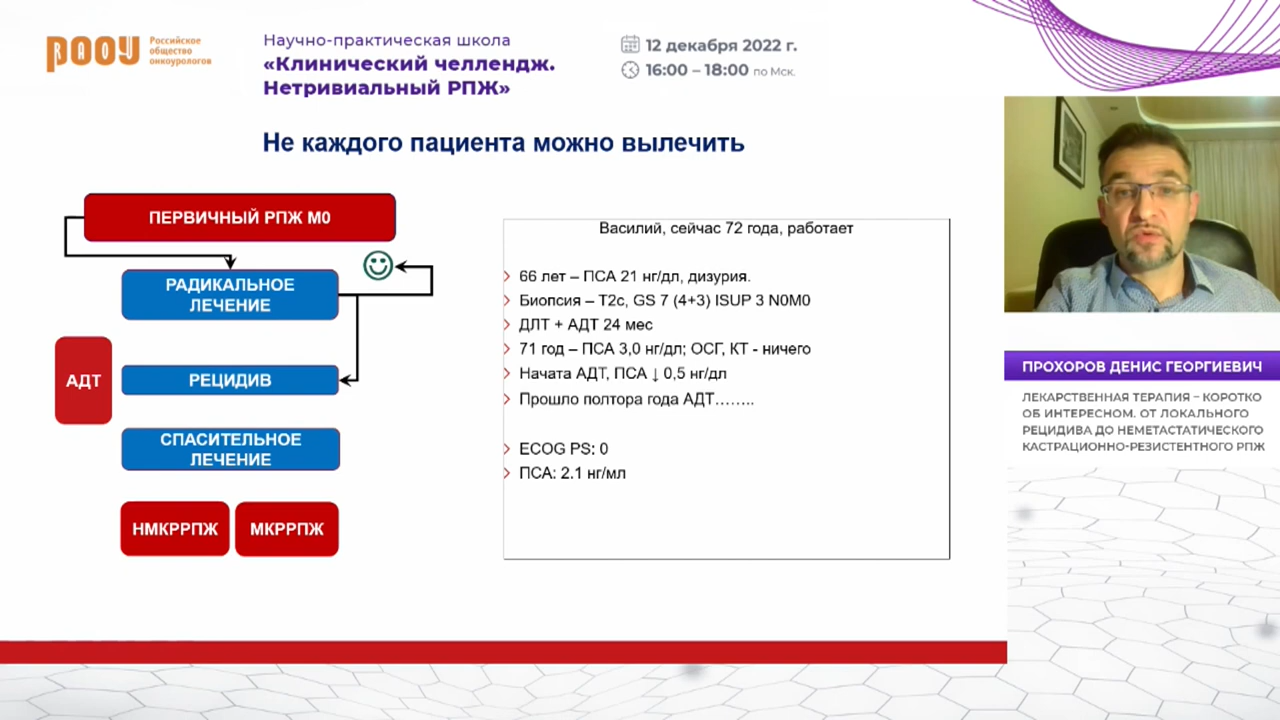 РАОУ
Российское
общество
онкоурологов
Научно-практическая школа
«Клинический челлендж.
Нетривиальный РПЖ»
12 декабря 2022 г.
16:00 – 18:00 по Мск.
Не каждого пациента можно вылечить
ПЕРВИЧНЫЙ РПЖ М0
РАДИКАЛЬНОЕ
ЛЕЧЕНИЕ
АДТ
РЕЦИДИВ
СПАСИТЕЛЬНОЕ
ЛЕЧЕНИЕ
НМКРРПЖ
МКРРПЖ
Василий, сейчас 72 года, работает
66 лет – ПСА 21 нг/дл, дизурия.
Биопсия – T2c, GS 7 (4+3) ISUP 3 N0M0
ДЛТ + АДТ 24 мес
71 год – ПСА 3,0 нг/дл; ОСГ, КТ - ничего
Начата АДТ, ПСА ↓ 0,5 нг/дл
Прошло полтора года АДТ……..
ECOG PS: 0
ПСА: 2.1 нг/мл
ПРОХОРОВ ДЕНИС ГЕОРГИЕВИЧ
ЛЕКАРСТВЕННАЯ ТЕРАПИЯ – КОРОТКО
ОБ ИНТЕРЕСНОМ. ОТ ЛОКАЛЬНОГО
РЕЦИДИВА ДО НЕМЕТАСТАТИЧЕСКОГО
КАСТРАЦИОННО-РЕЗИСТЕНТНОГО РПЖ